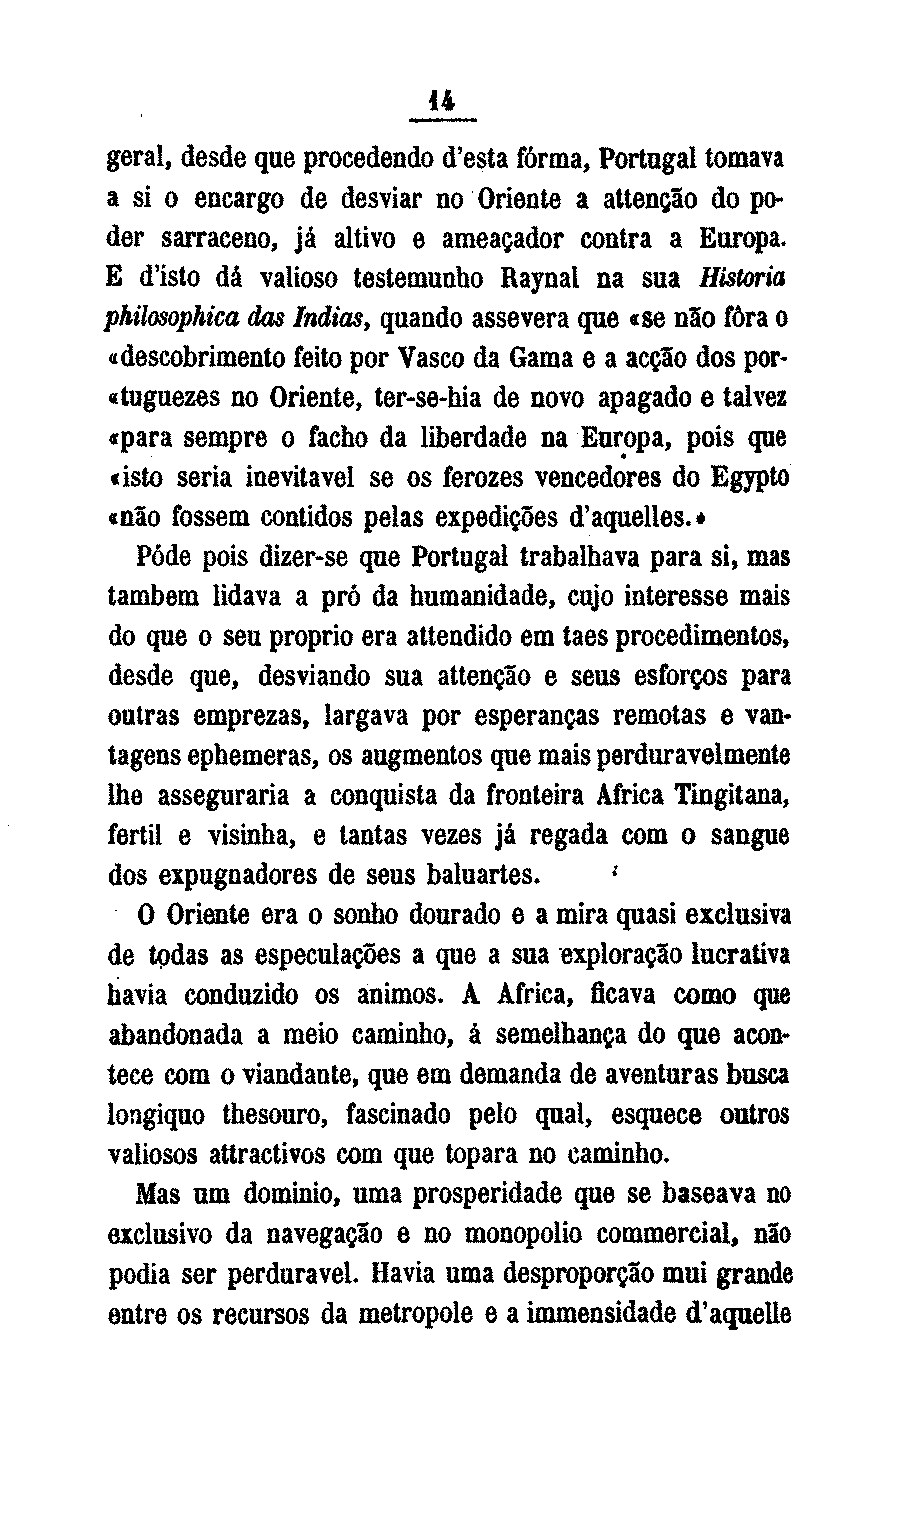 14
geral, desde que procedendo d'esta fórma, Portugal tomava
a si o encargo de desviar no Oriente a attenção do po-
der sarraceno, já altivo e ameaçador contra a Europa.
E d'isto dá valioso testemunho Raynal na sua Historia
philosophica das Indias, quando assevera que «se não fôra o
«descobrimento feito por Vasco da Gama e a acção dos por-
«tuguezes no Oriente, ter-se-hia de novo apagado e talvez
«para sempre o facho da liberdade na Europa, pois que
«isto seria inevitavel se os ferozes vencedores do Egypto
«não fossem contidos pelas expedições d'aquelles.»
Póde pois dizer-se que Portugal trabalhava para si, mas
tambem lidava a pró da humanidade, cujo interesse mais
do que o seu proprio era attendido em taes procedimentos,
desde que, desviando sua attenção e seus esforços para
outras emprezas, largava por esperanças remotas e van-
tagens ephemeras, os augmentos que mais perduravelmente
lhe asseguraria a conquista da fronteira Africa Tingitana,
fertil e visinha, e tantas vezes já regada com o sangue
dos expugnadores de seus baluartes.
O Oriente era o sonho dourado e a mira quasi exclusiva
de todas as especulações a que a sua exploração lucrativa
havia conduzido os animos. A Africa, ficava como que
abandonada a meio caminho, á semelhança do que acon-
tece com o viandante, que em demanda de aventuras busca
longiquo thesouro, fascinado pelo qual, esquece outros
valiosos attractivos com que topara no caminho.
Mas um dominio, uma prosperidade que se baseava no
exclusivo da navegação e no monopolio commercial, não
podia ser perduravel. Havia uma desproporção mui grande
entre os recursos da metropole e a immensidade d'aquelle